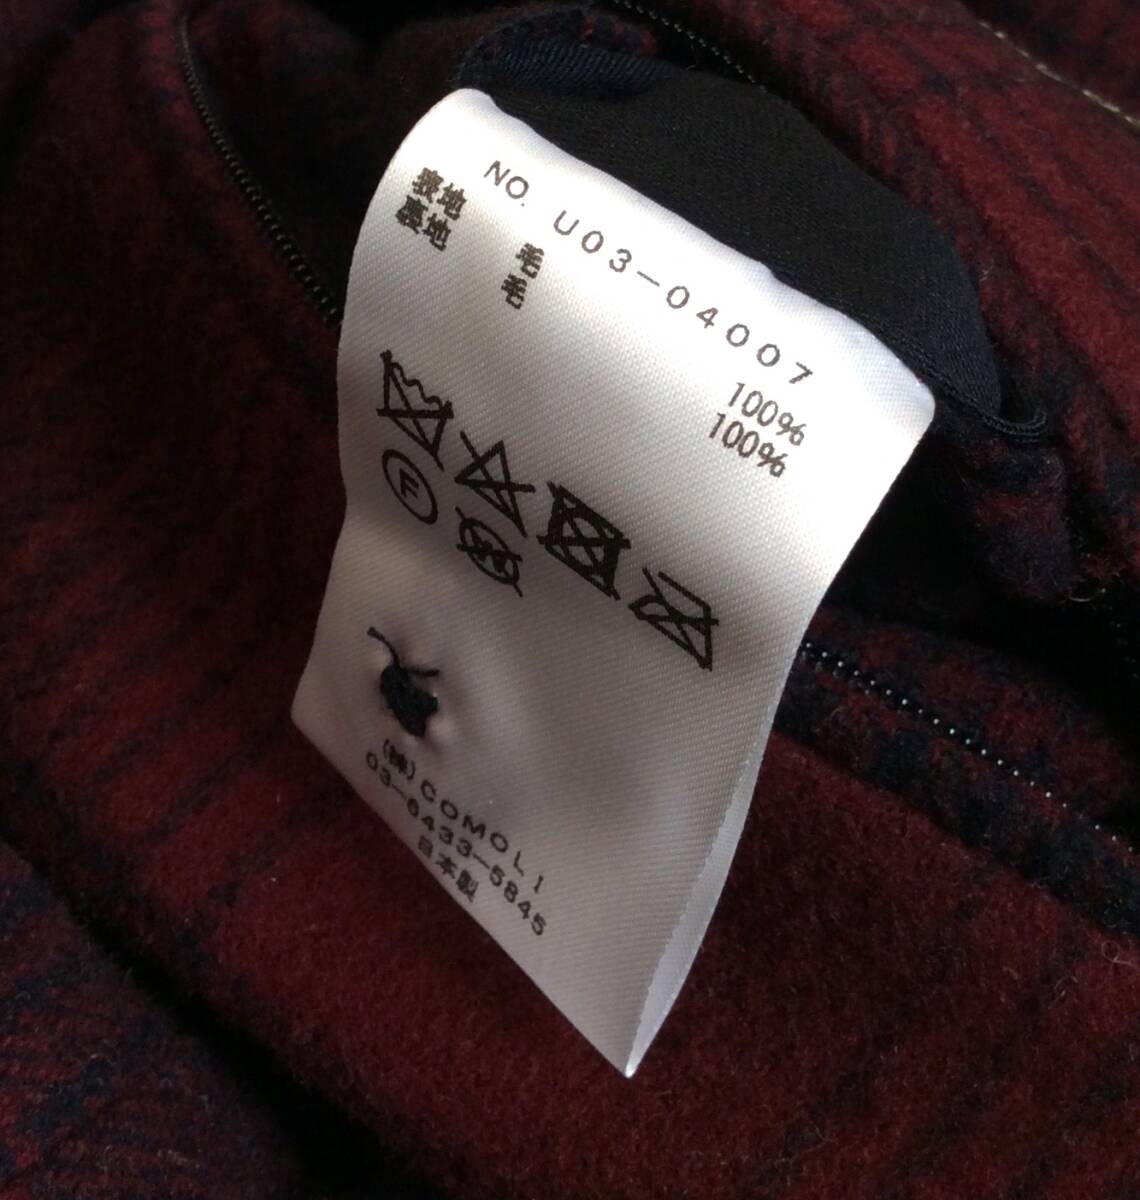 NO. U03-04007
表地 毛 100%
裏地 毛 100%
F
(株)COMOLI
03-6433-5845
日本製